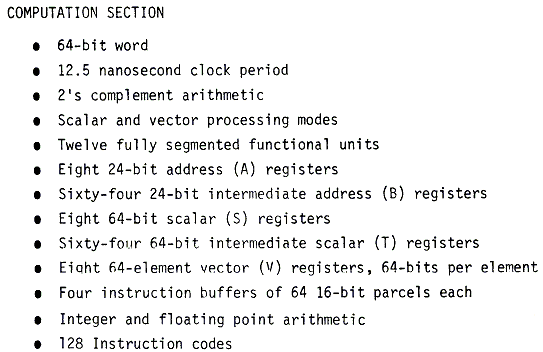 COMPUTATION SECTION
● 64-bit word
● 12.5 nanosecond clock period
● 2's complement arithmetic
● Scalar and vector processing modes
● Twelve fully segmented functional units
● Eight 24-bit address (A) registers
● Sixty-four 24-bit intermediate address (B) registers
● Eight 64-bit scalar (S) registers
● Sixty-four 64-bit intermediate scalar (T) registers
● Eight 64-element vector (V) registers, 64-bits per element
● Four instruction buffers of 64 16-bit parcels each
● Integer and floating point arithmetic
● 128 Instruction codes